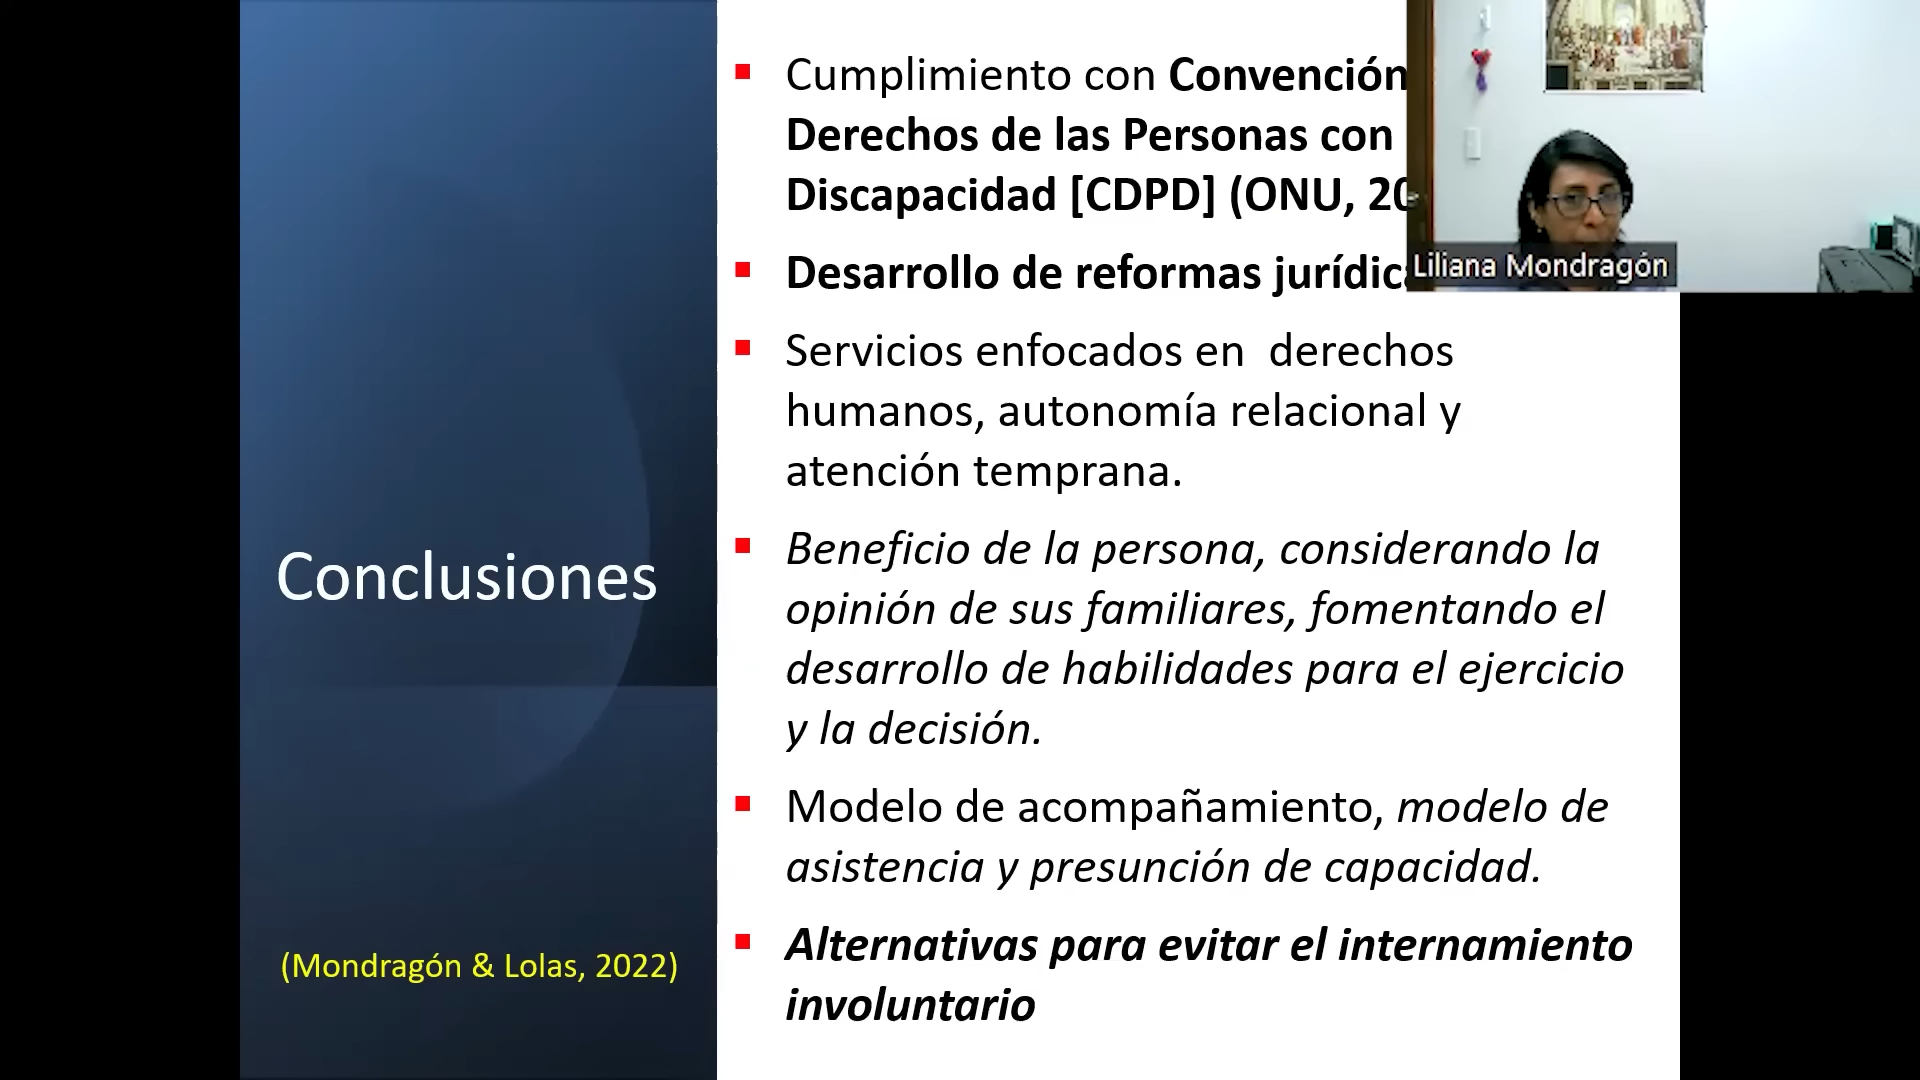 Conclusiones
(Mondragón & Lolas, 2022)
Cumplimiento con Convención
Derechos de las Personas con
Discapacidad [CDPD] (ONU,
Desarrollo de reformas
Servicios enfocados en derechos
humanos, autonomía relacional y
atención temprana.
Beneficio de la persona, considerando la
opinión de sus familiares, fomentando el
desarrollo de habilidades para el ejercicio
y la decisión.
Modelo de acompañamiento, modelo de
asistencia y presunción de capacidad.
Alternativas para evitar el internamiento
involuntario
Liliana Mondragón